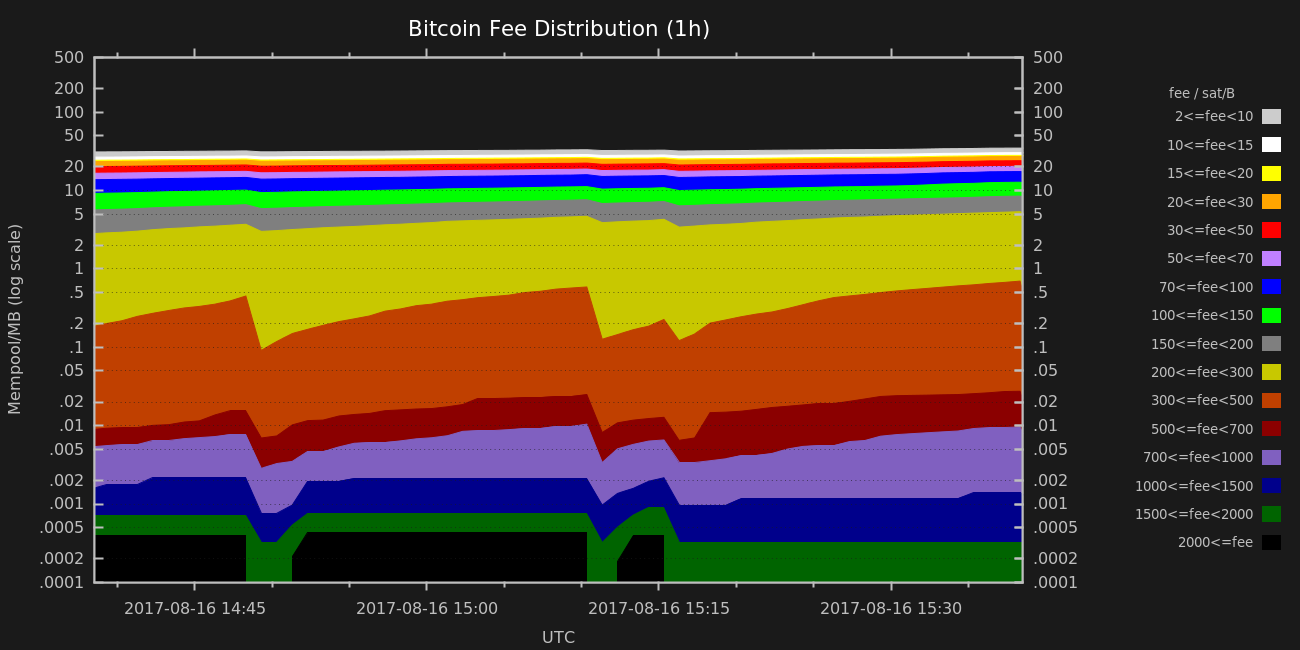 Bitcoin Fee Distribution (1h)
500
200
100
50
20
10
5
2
1
.5
.2
.1
.05
.02
.01
.005
.002
.001
.0005
.0002
.0001
Mempool/MB (log scale)
500
200
100
50
20
10
5
2
1
.5
.2
.1
.05
.02
.01
.005
.002
.001
.0005
.0002
.0001
2017-08-16 14:45
2017-08-16 15:00
2017-08-16 15:15
2017-08-16 15:30
UTC
fee / sat/B
2<=fee<10
10<=fee<15
15<=fee<20
20<=fee<30
30<=fee<50
50<=fee<70
70<=fee<100
100<=fee<150
150<=fee<200
200<=fee<300
300<=fee<500
500<=fee<700
700<=fee<1000
1000<=fee<1500
1500<=fee<2000
2000<=fee